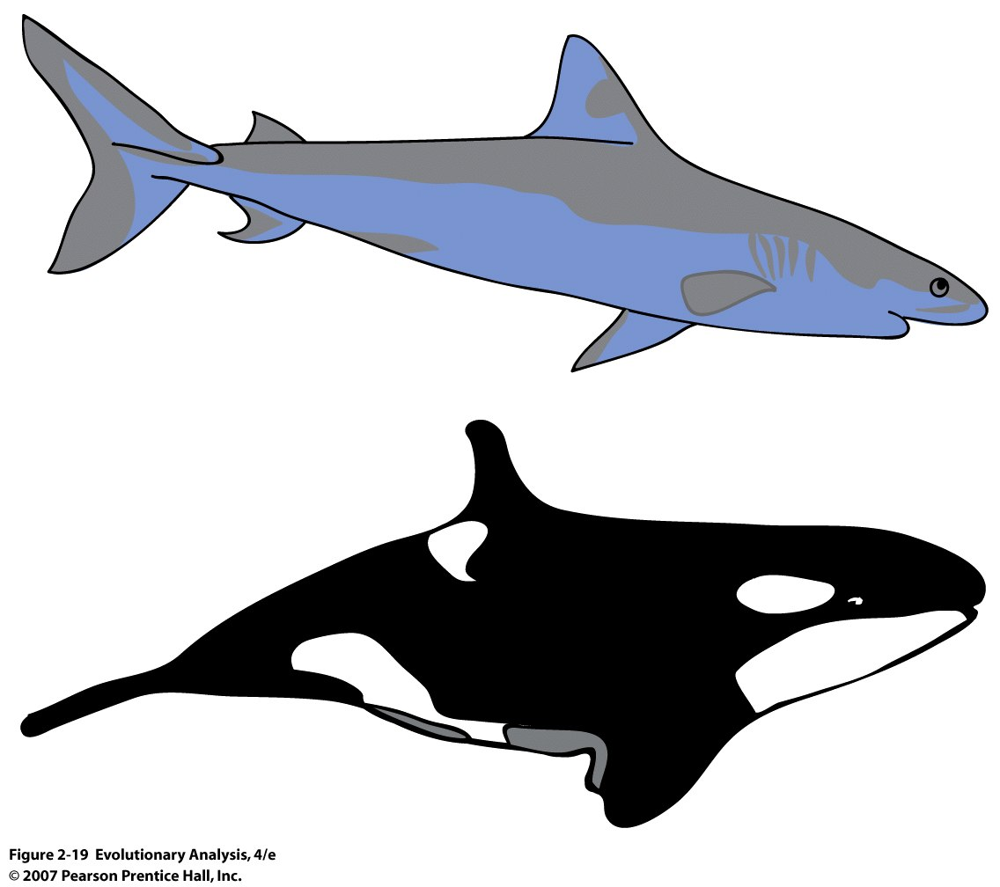 Figure 2-19 Evolutionary Analysis, 4/e
© 2007 Pearson Prentice Hall, Inc.